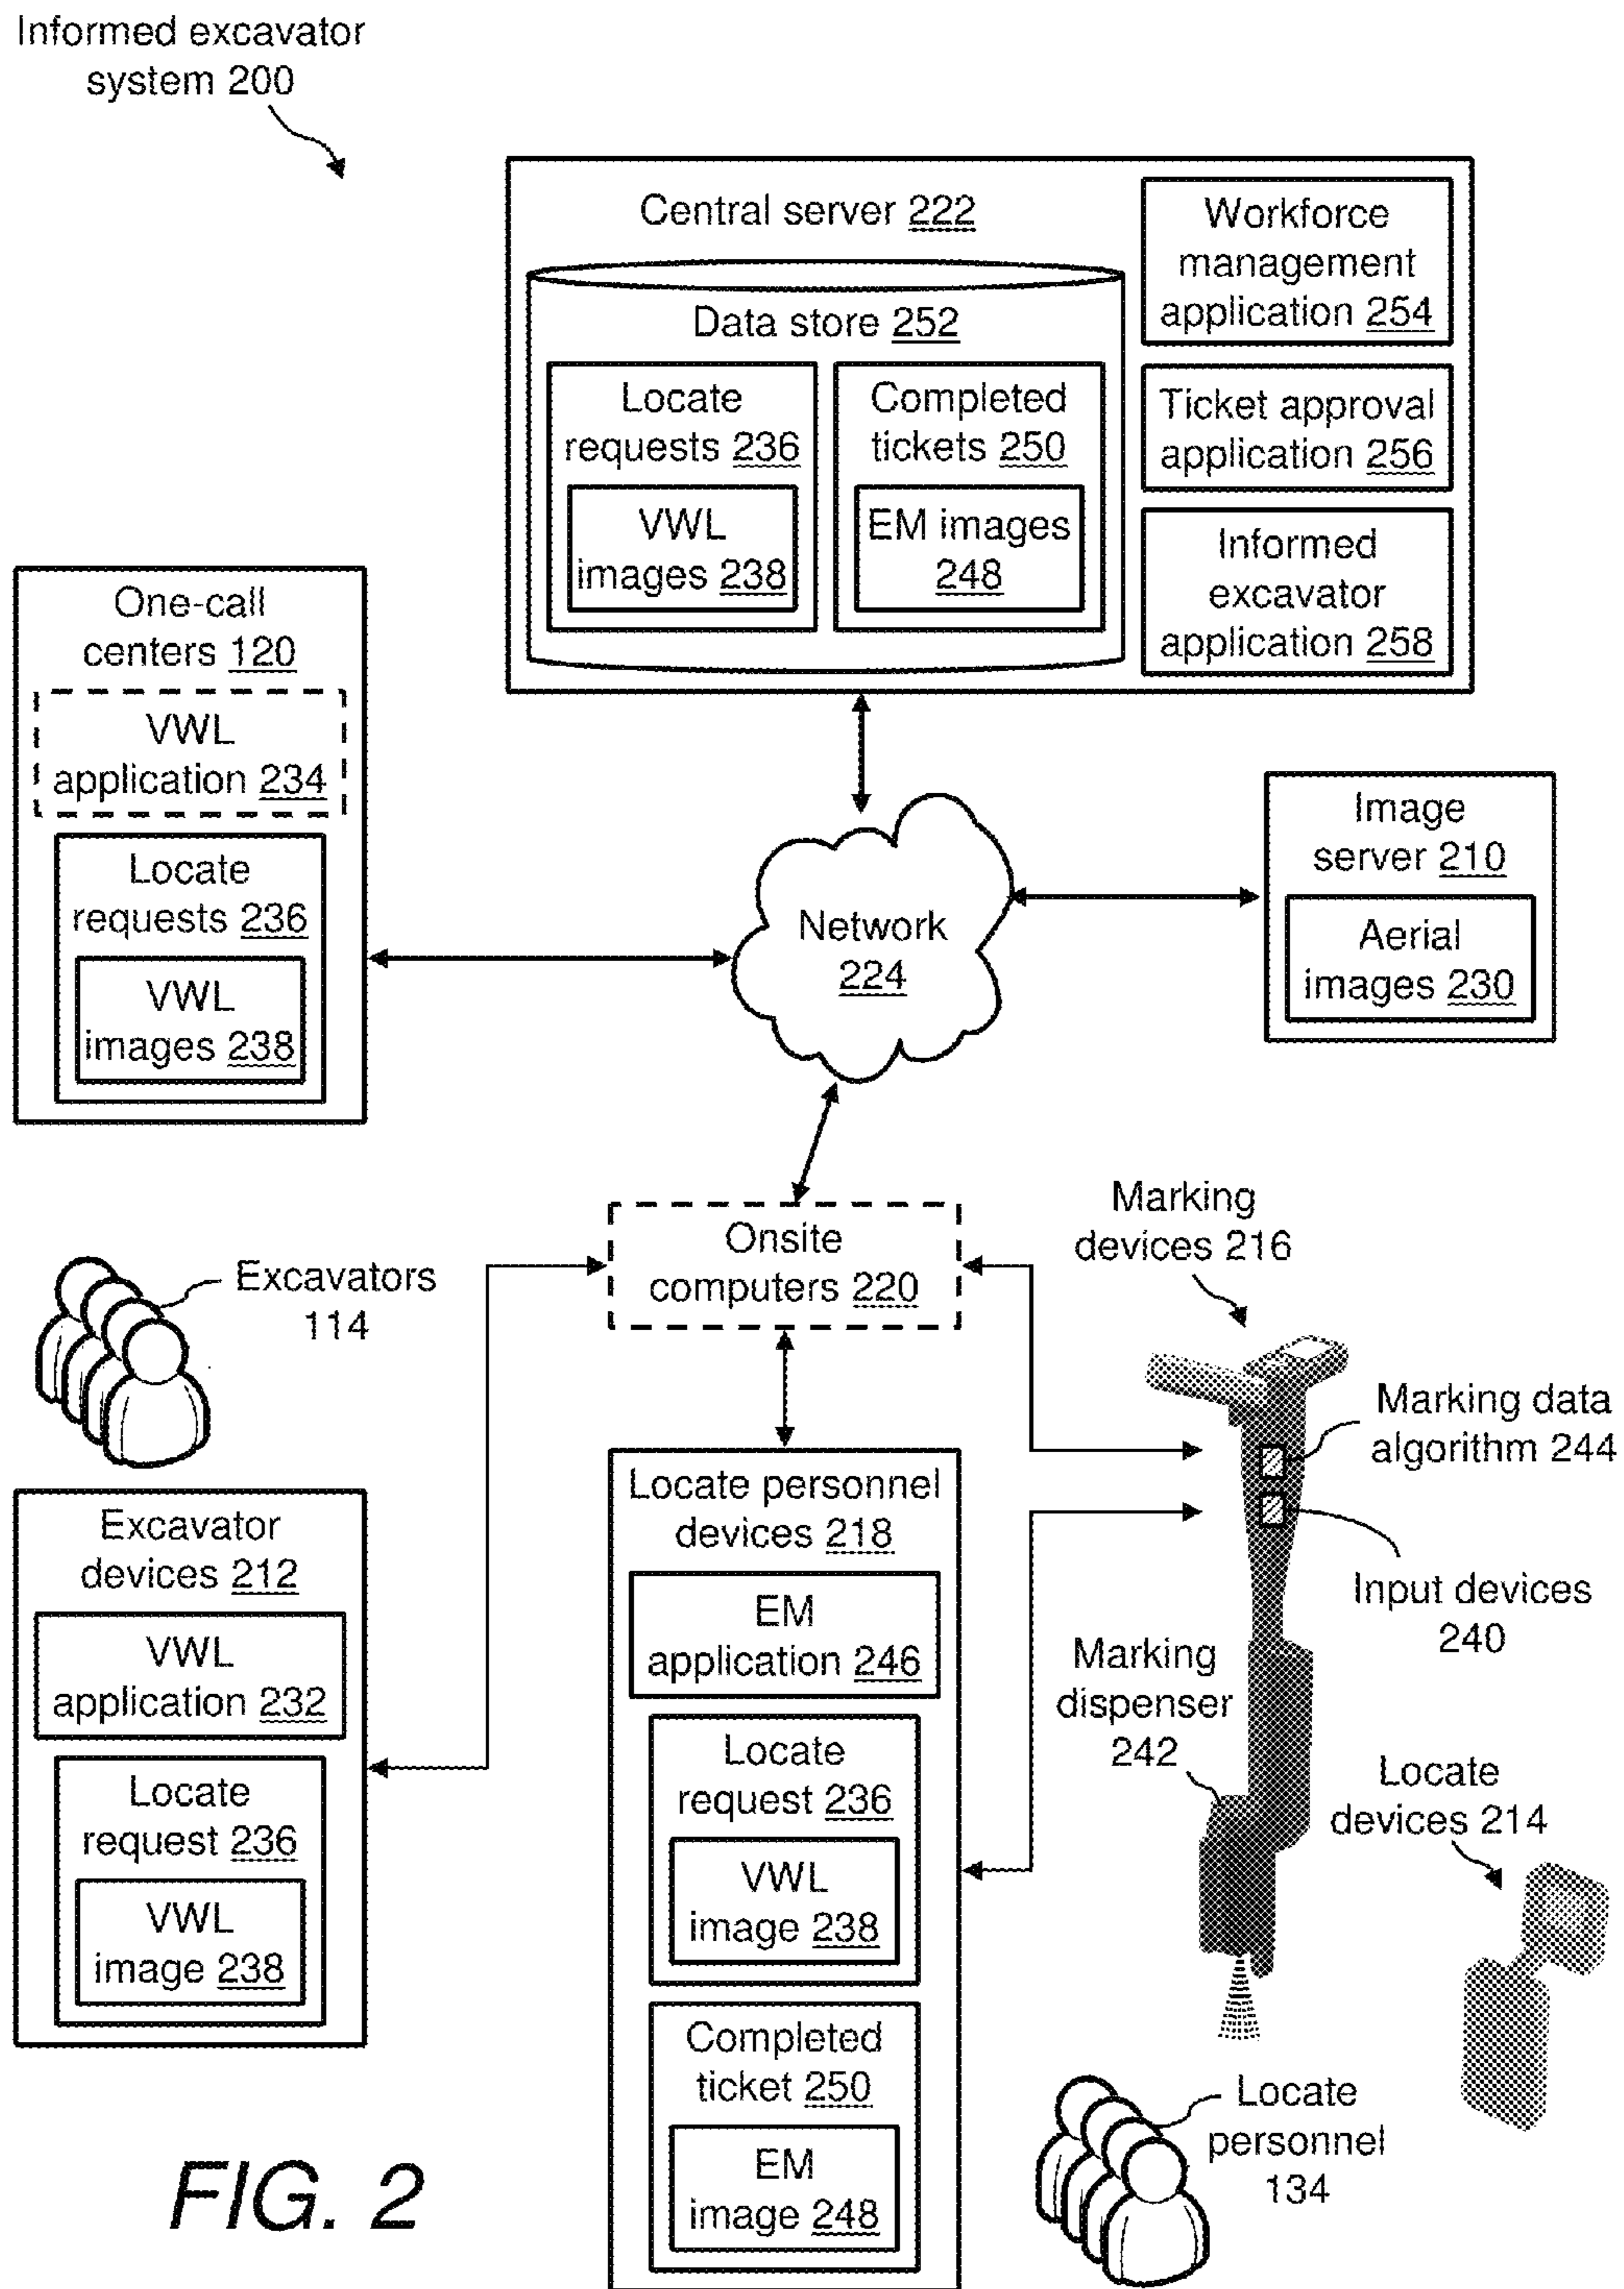 Informed excavator
system 200
Central server 222
Data store 252
Locate
requests 236
VWL
images 238
Completed
tickets 250
EM images
248
Workforce
management
application 254
Ticket approval
application 256
Informed
excavator
application 258
One-call
centers 120
VWL
application 234
Locate
requests 236
VWL
images 238
Network
224
Image
server 210
Aerial
images 230
Onsite
computers 220
Marking
devices 216
Excavators
114
Marking data
algorithm 244
Input devices
240
Marking
dispenser
242
Locate
devices 214
Excavator
devices 212
VWL
application 232
Locate
request 236
VWL
image 238
Locate personnel
devices 218
EM
application 246
Locate
request 236
VWL
image 238
Completed
ticket 250
EM
image 248
Locate
personnel
134
FIG. 2